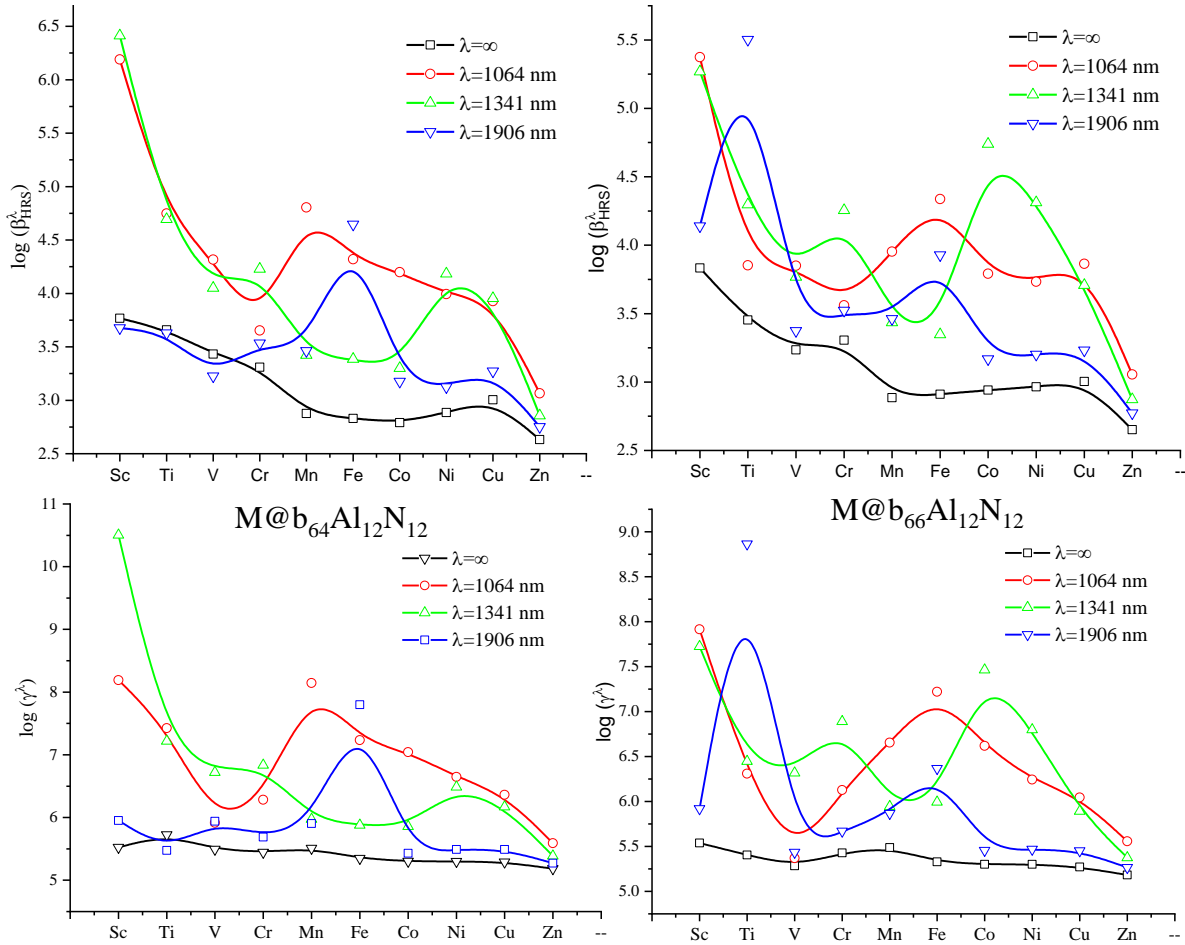 6.5
6.0
5.5
5.0
4.5
4.0
3.5
3.0
2.5
log (β^λ_HRS)
λ=∞
λ=1064 nm
λ=1341 nm
λ=1906 nm
Sc Ti V Cr Mn Fe Co Ni Cu Zn --
5.5
5.0
4.5
4.0
3.5
3.0
2.5
log (β^λ_HRS)
λ=∞
λ=1064 nm
λ=1341 nm
λ=1906 nm
Sc Ti V Cr Mn Fe Co Ni Cu Zn --
M@b₆₄Al₁₂N₁₂
11
10
9
8
7
6
5
log (γ^λ)
λ=∞
λ=1064 nm
λ=1341 nm
λ=1906 nm
Sc Ti V Cr Mn Fe Co Ni Cu Zn --
M@b₆₆Al₁₂N₁₂
9.0
8.5
8.0
7.5
7.0
6.5
6.0
5.5
5.0
log (γ^λ)
λ=∞
λ=1064 nm
λ=1341 nm
λ=1906 nm
Sc Ti V Cr Mn Fe Co Ni Cu Zn --